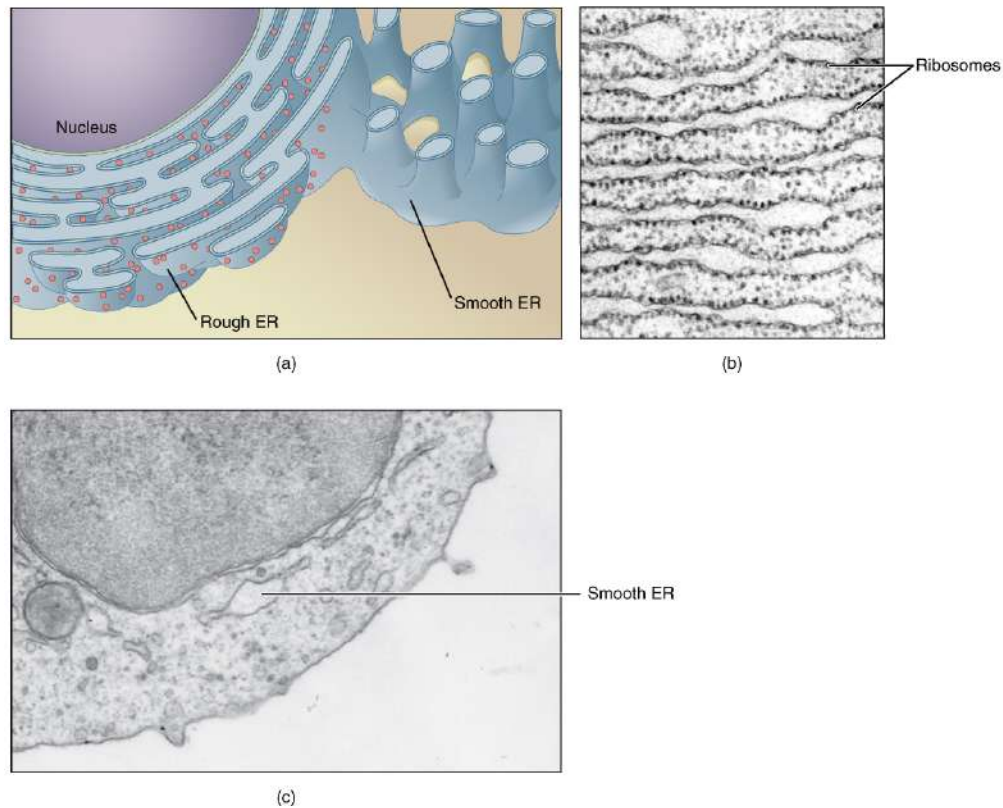 Nucleus
Rough ER
Smooth ER
(a)
Ribosomes
(b)
Smooth ER
(c)